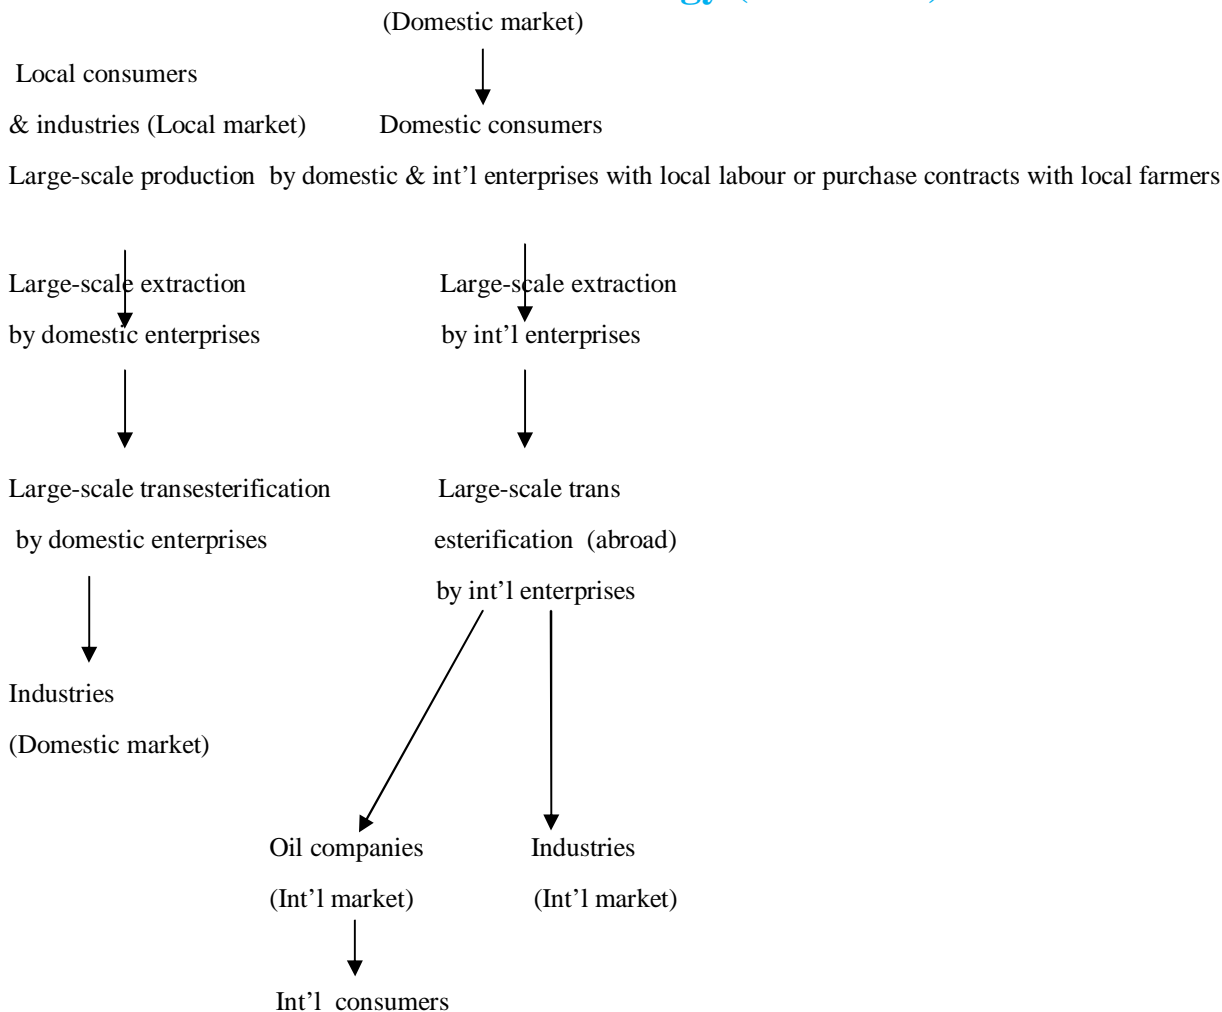 (Domestic market)
Local consumers
& industries (Local market) Domestic consumers
Large-scale production by domestic & int’l enterprises with local labour or purchase contracts with local farmers
Large-scale extraction Large-scale extraction
by domestic enterprises by int’l enterprises
Large-scale transesterification Large-scale trans
by domestic enterprises esterification (abroad)
by int’l enterprises
Industries
(Domestic market)
Oil companies Industries
(Int’l market) (Int’l market)
Int’l consumers